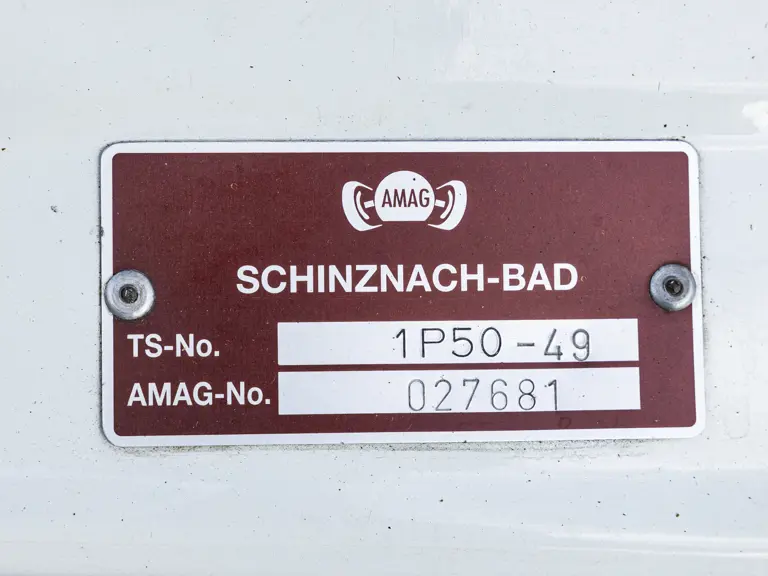 AMAG
SCHINZNACH-BAD
TS-No. 1P50-49
AMAG-No. 027681